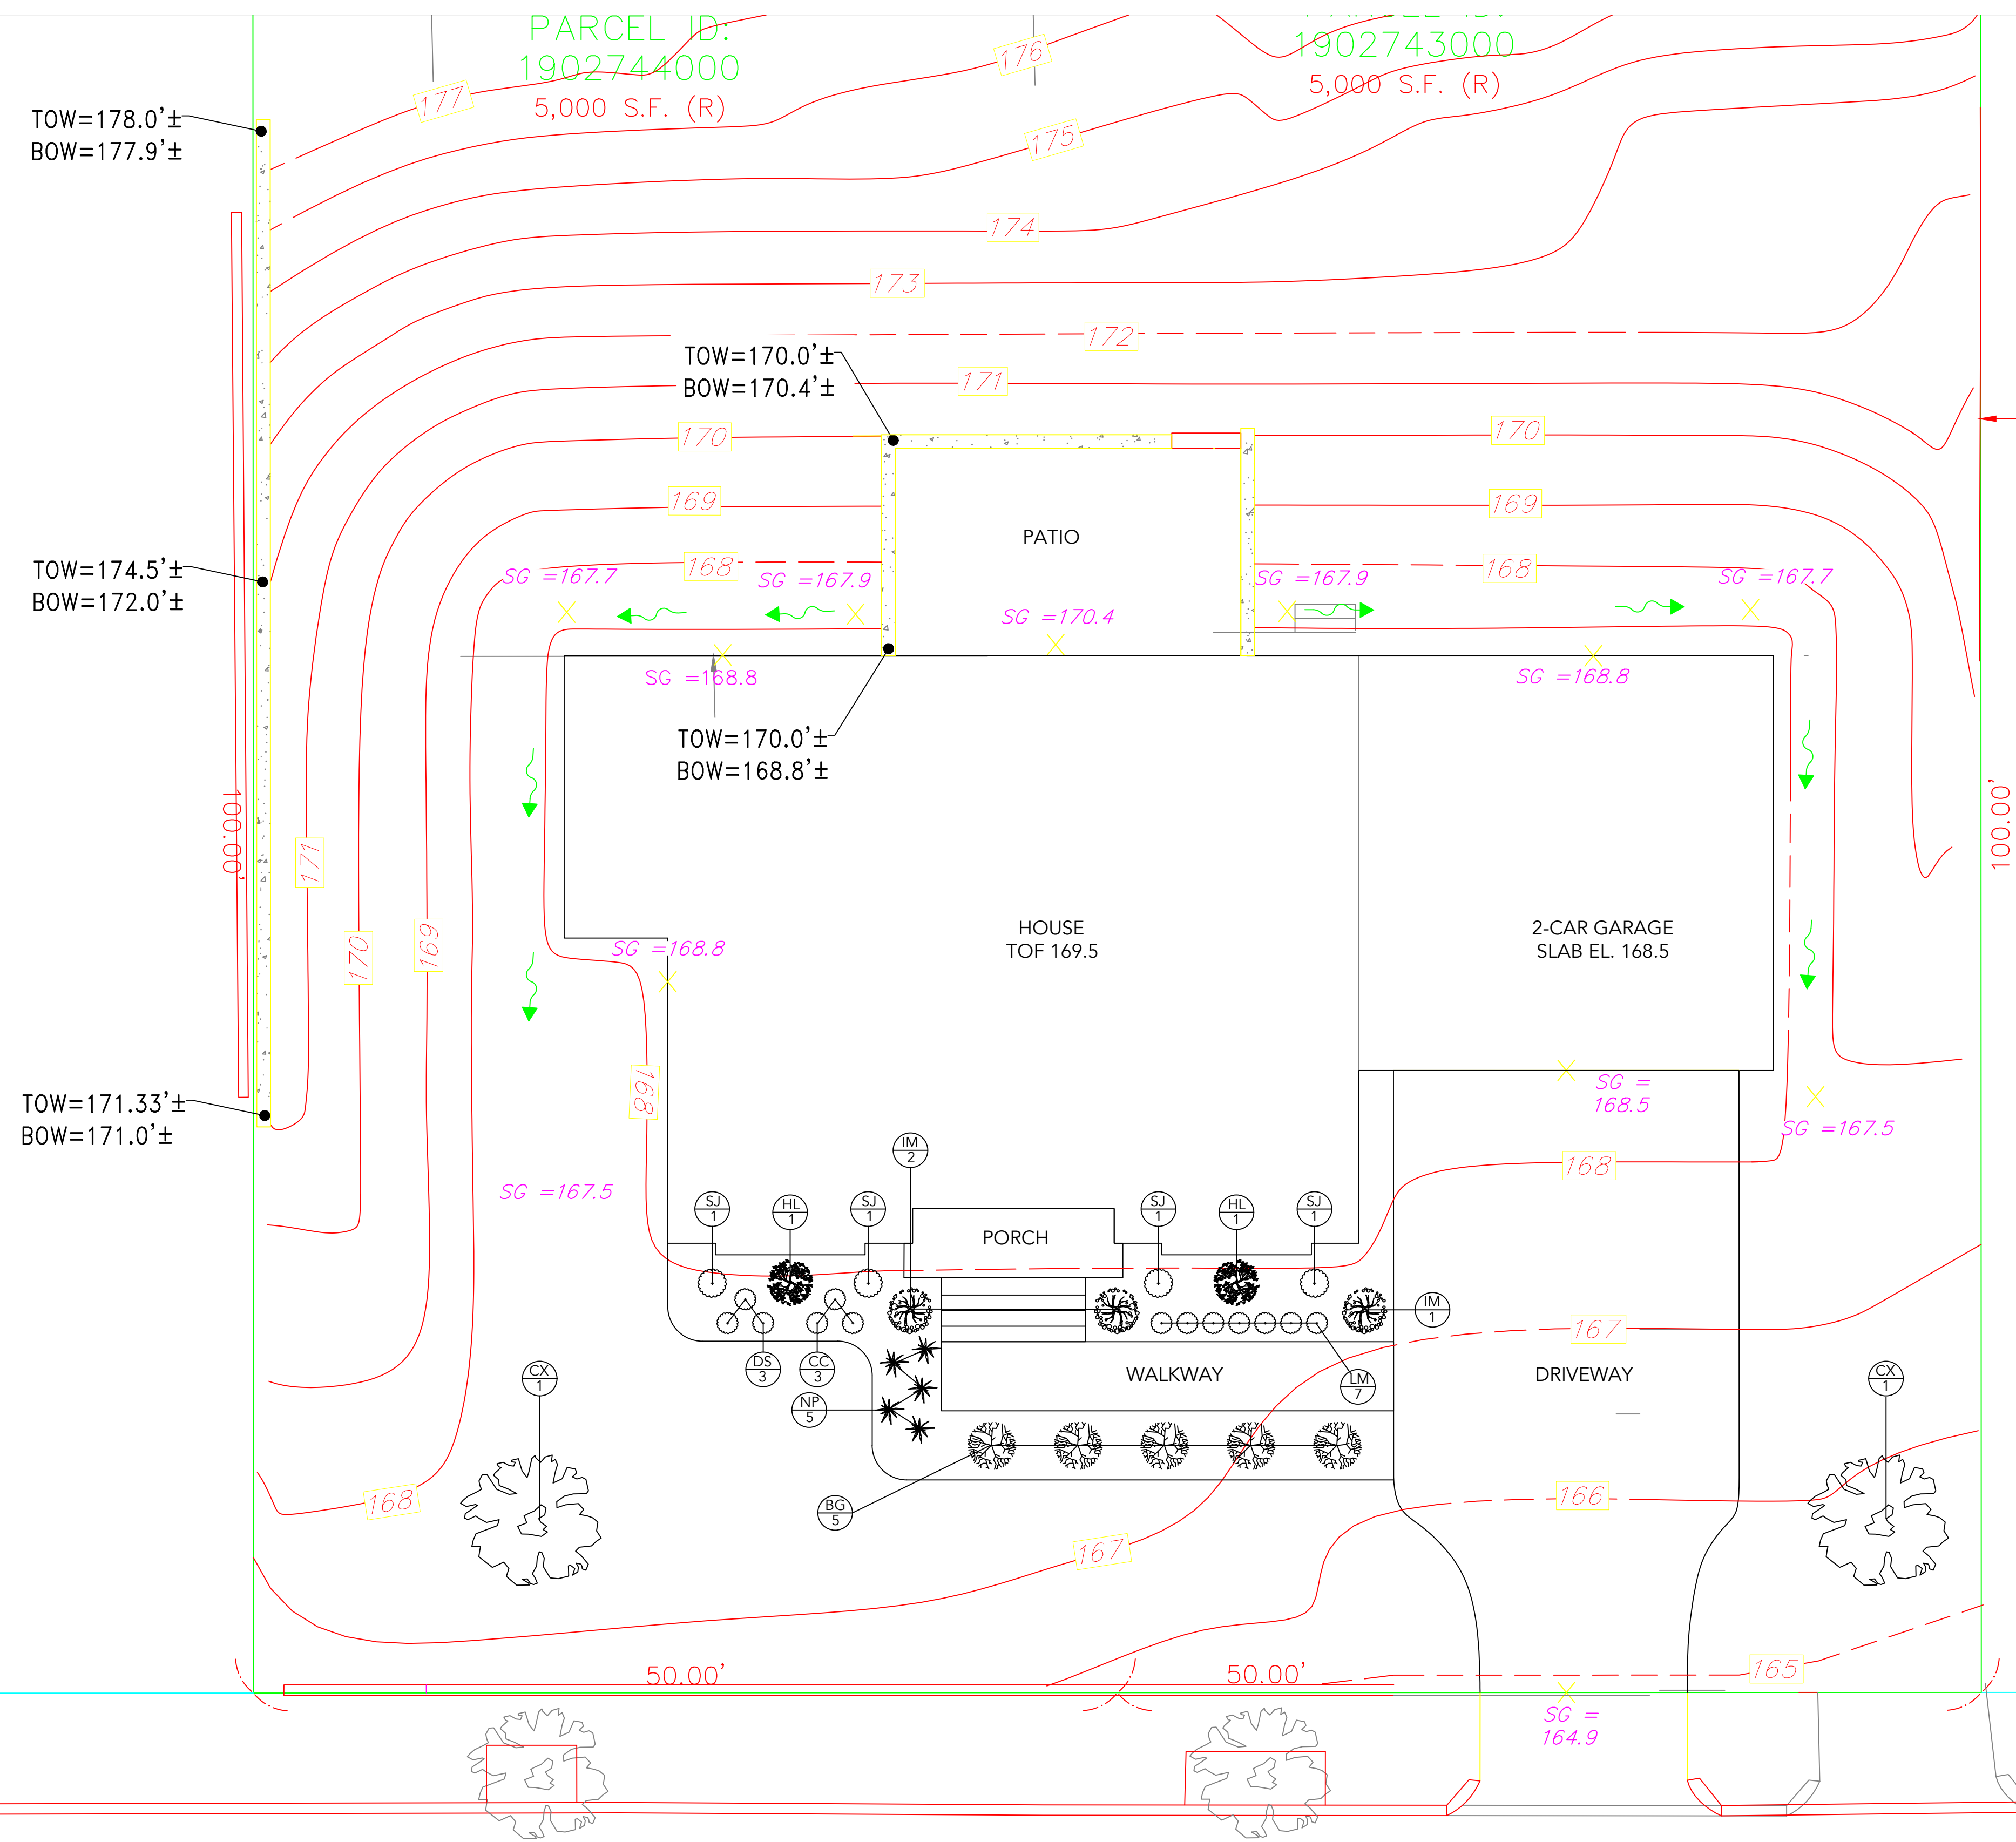 PARCEL ID:
1902744000
5,000 S.F. (R)
1902743000
5,000 S.F. (R)
177
176
175
174
173
172
171
170
170
169
169
168
168
TOW=178.0'±
BOW=177.9'±
TOW=170.0'±
BOW=170.4'±
TOW=174.5'±
BOW=172.0'±
PATIO
SG =167.7
SG =167.9
SG =170.4
SG =167.9
SG =167.7
SG =168.8
SG =168.8
TOW=170.0'±
BOW=168.8'±
100.00'
100.00'
171
170
169
SG =168.8
HOUSE
TOF 169.5
2-CAR GARAGE
SLAB EL. 168.5
168
SG =
168.5
TOW=171.33'±
BOW=171.0'±
SG =167.5
SG =167.5
168
IM
2
SJ
1
HL
1
SJ
1
SJ
1
HL
1
SJ
1
PORCH
IM
1
167
DS
3
CC
3
WALKWAY
LM
7
DRIVEWAY
CX
1
CX
1
NP
5
BG
5
168
166
167
50.00'
50.00'
165
SG =
164.9